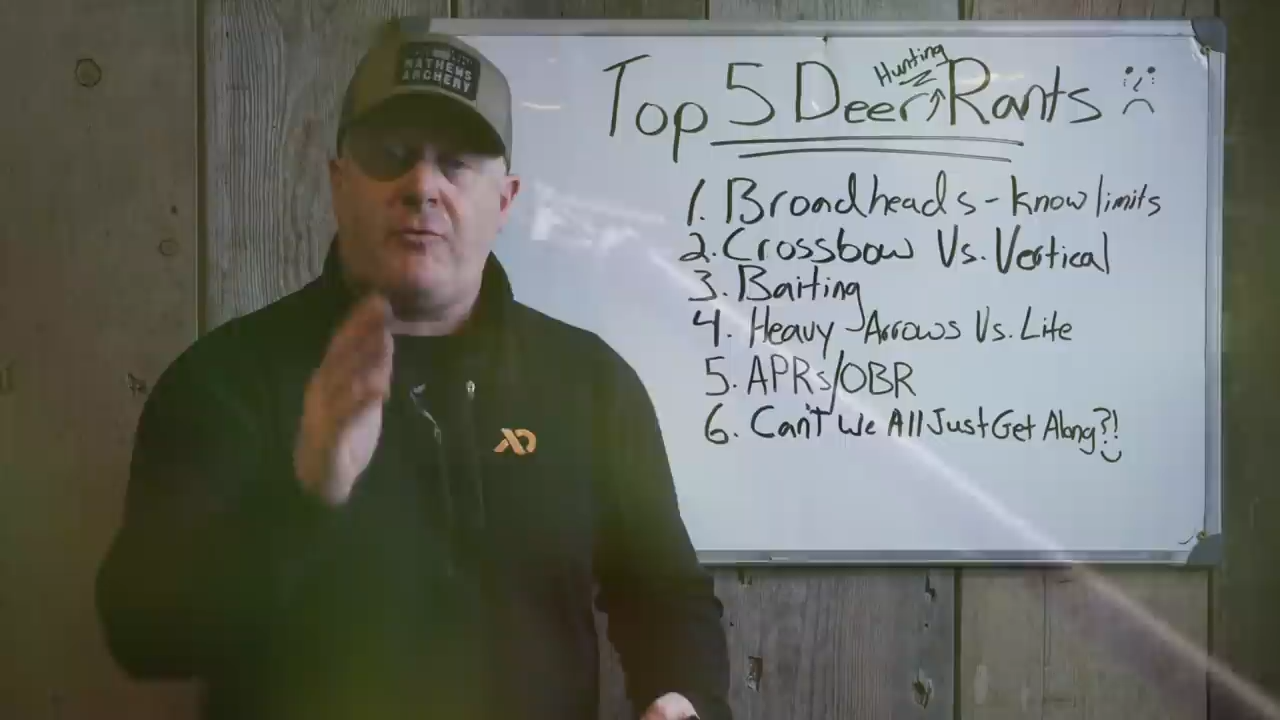 MATHEWS
ARCHERY
Hunting
Top 5 Deer Rants
1. Broadheads - Know limits
2. Crossbow Vs. Vertical
3. Baiting
4. Heavy Arrows Vs. Lite
5. APRs/OBR
6. Can't We All Just Get Along?!